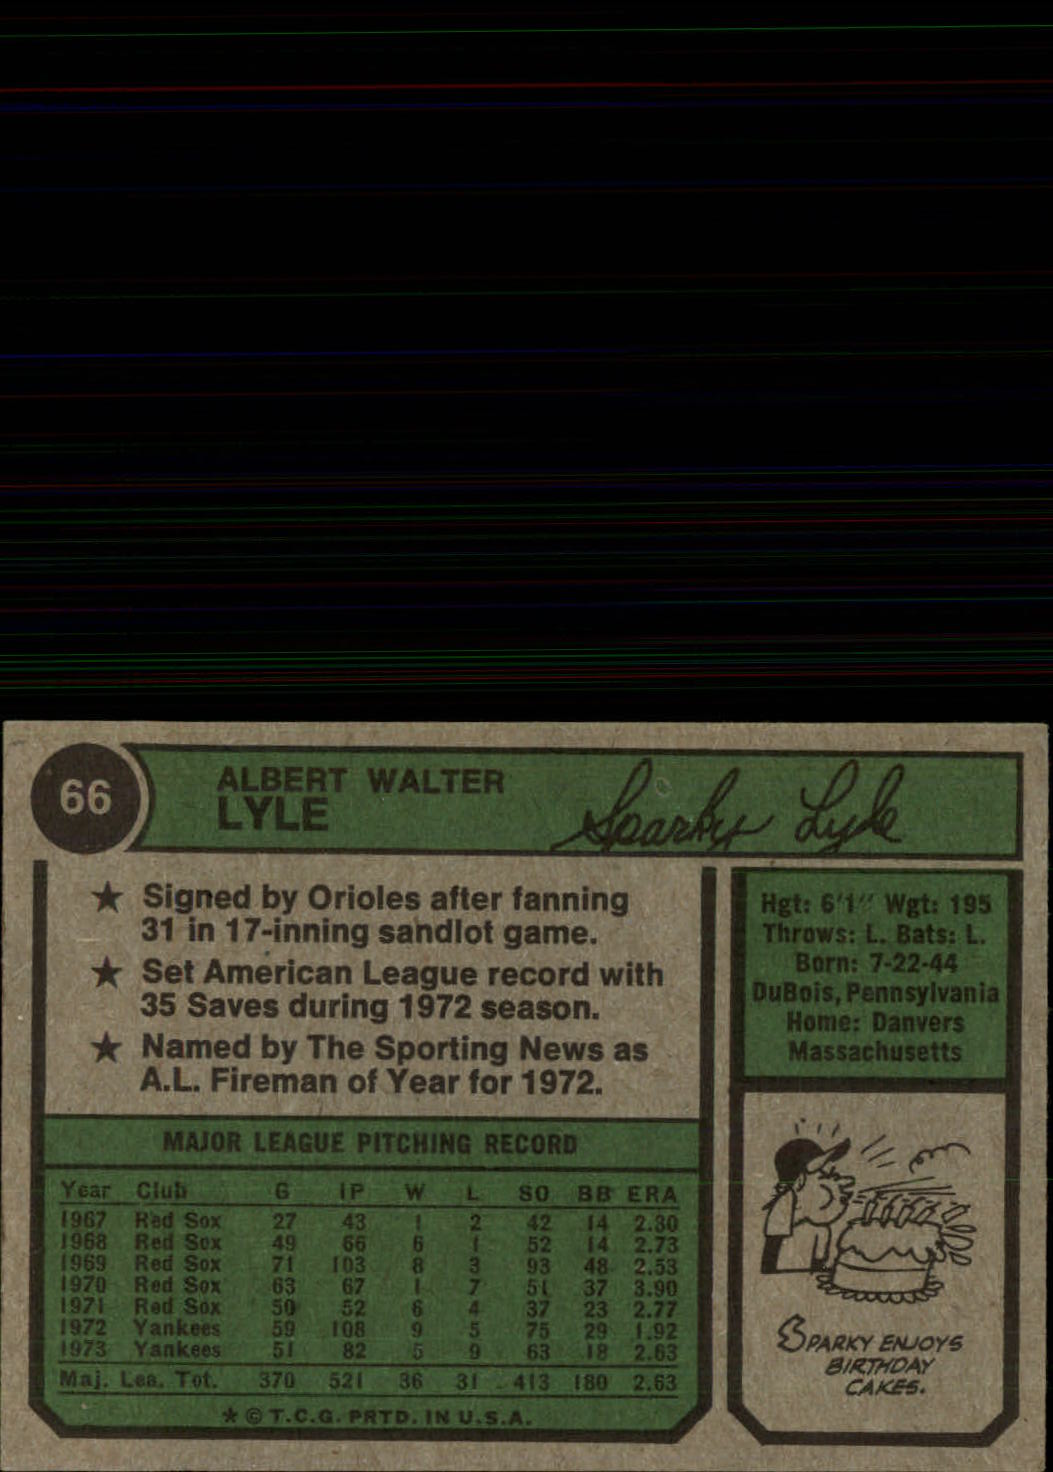 66
ALBERT WALTER
LYLE
Sparky Lyle
★ Signed by Orioles after fanning
31 in 17-inning sandlot game.
★ Set American League record with
35 Saves during 1972 season.
★ Named by The Sporting News as
A.L. Fireman of Year for 1972.
Hgt: 6'1" Wgt: 195
Throws: L. Bats: L.
Born: 7-22-44
DuBois, Pennsylvania
Home: Danvers
Massachusetts
MAJOR LEAGUE PITCHING RECORD
Year Club G IP W L SO BB ERA
1967 Red Sox 27 43 1 2 42 14 2.30
1968 Red Sox 49 66 6 1 52 14 2.73
1969 Red Sox 71 103 8 3 93 48 2.53
1970 Red Sox 63 67 1 7 51 37 3.90
1971 Red Sox 50 52 6 4 37 23 2.77
1972 Yankees 59 108 9 5 75 29 1.92
1973 Yankees 51 82 5 9 63 18 2.63
Maj. Lea. Tot. 370 521 36 31 413 180 2.63
★ © T.C.G. PRTD. IN U.S.A.
SPARKY ENJOYS
BIRTHDAY
CAKES.